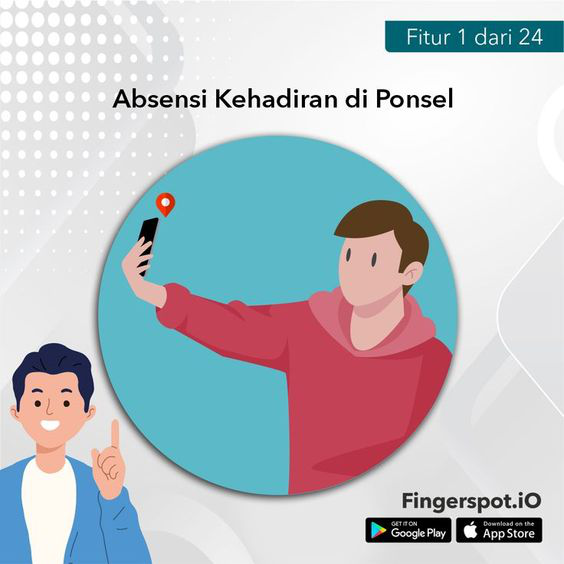 Fitur 1 dari 24
Absensi Kehadiran di Ponsel
Fingerspot.iO
GET IT ON
Google Play
Download on the
App Store